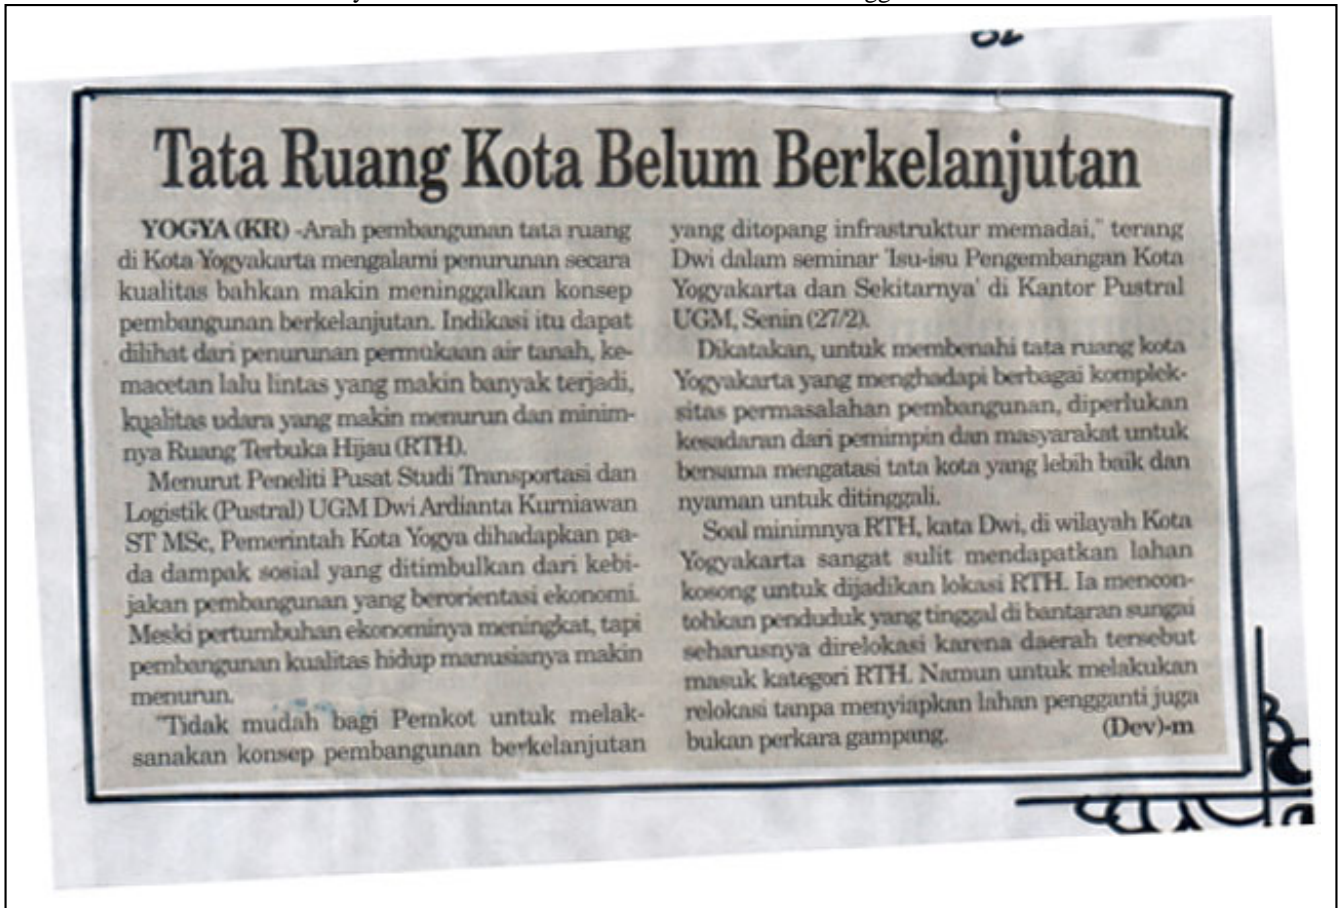 Tata Ruang Kota Belum Berkelanjutan
YOGYA (KR) -Arah pembangunan tata ruang
di Kota Yogyakarta mengalami penurunan secara
kualitas bahkan makin meninggalkan konsep
pembangunan berkelanjutan. Indikasi itu dapat
dilihat dari penurunan permukaan air tanah, ke-
macetan lalu lintas yang makin banyak terjadi,
kualitas udara yang makin menurun dan minim-
nya Ruang Terbuka Hijau (RTH).
Menurut Peneliti Pusat Studi Transportasi dan
Logistik (Pustral) UGM Dwi Ardianta Kurniawan
ST MSc, Pemerintah Kota Yogya dihadapkan pa-
da dampak sosial yang ditimbulkan dari kebi-
jakan pembangunan yang berorientasi ekonomi.
Meski pertumbuhan ekonominya meningkat, tapi
pembangunan kualitas hidup manusianya makin
menurun.
"Tidak mudah bagi Pemkot untuk melak-
sanakan konsep pembangunan berkelanjutan
yang ditopang infrastruktur memadai," terang
Dwi dalam seminar 'Isu-isu Pengembangan Kota
Yogyakarta dan Sekitarnya' di Kantor Pustral
UGM, Senin (27/2).
Dikatakan, untuk membenahi tata ruang kota
Yogyakarta yang menghadapi berbagai komplek-
sitas permasalahan pembangunan, diperlukan
kesadaran dari pemimpin dan masyarakat untuk
bersama mengatasi tata kota yang lebih baik dan
nyaman untuk ditinggali.
Soal minimnya RTH, kata Dwi, di wilayah Kota
Yogyakarta sangat sulit mendapatkan lahan
kosong untuk dijadikan lokasi RTH. Ia mencon-
tohkan penduduk yang tinggal di bantaran sungai
seharusnya direlokasi karena daerah tersebut
masuk kategori RTH. Namun untuk melakukan
relokasi tanpa menyiapkan lahan pengganti juga
bukan perkara gampang.
(Dev)-m